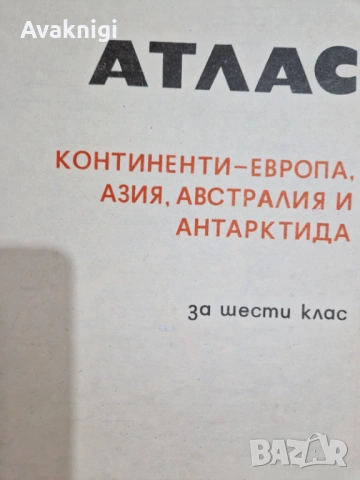 Avaknigi
АТЛАС
КОНТИНЕНТИ-ЕВРОПА,
АЗИЯ, АВСТРАЛИЯ И
АНТАРКТИДА
за шести клас
BAZAR